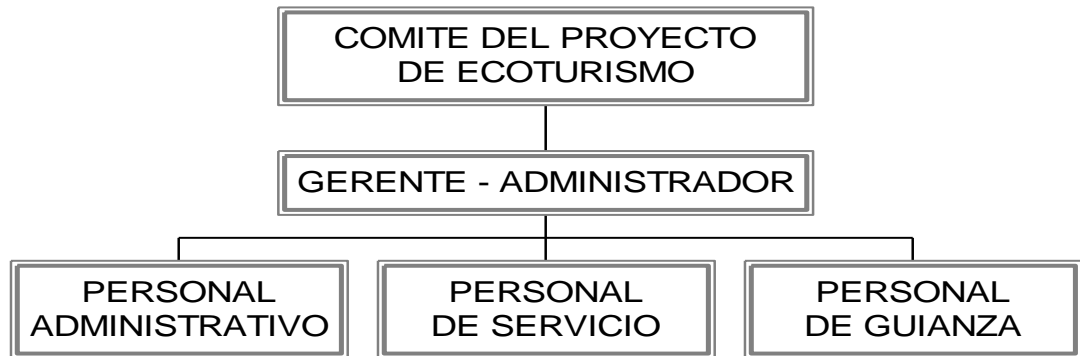 COMITE DEL PROYECTO
DE ECOTURISMO
GERENTE - ADMINISTRADOR
PERSONAL
ADMINISTRATIVO
PERSONAL
DE SERVICIO
PERSONAL
DE GUIANZA